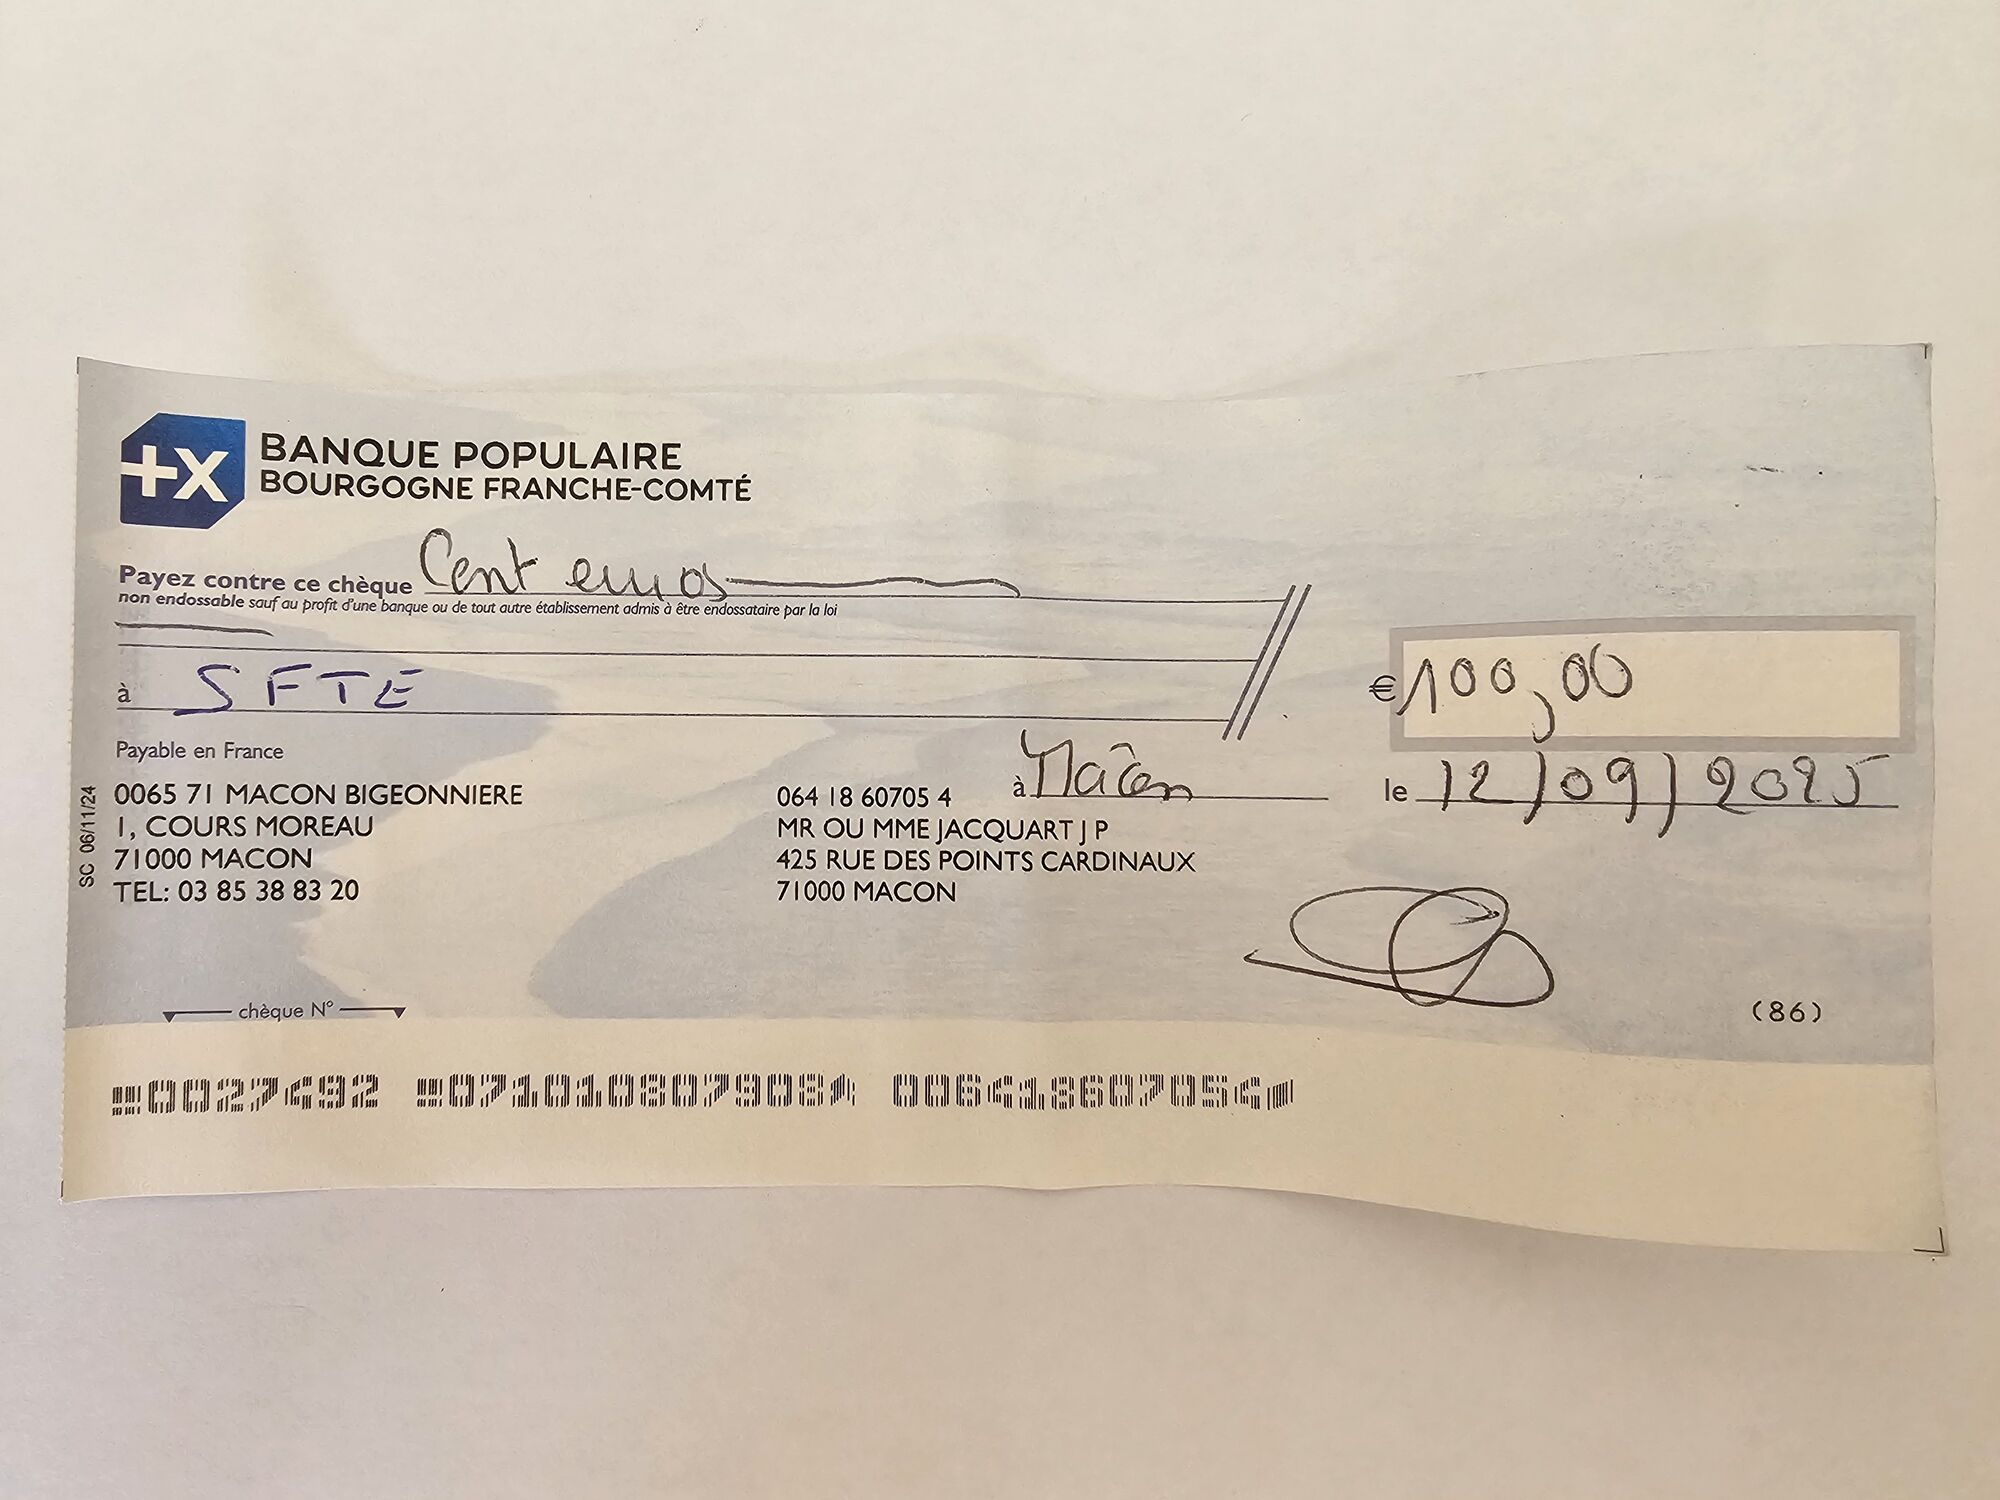 +X BANQUE POPULAIRE
BOURGOGNE FRANCHE-COMTÉ
Payez contre ce chèque Cent euros
non endossable sauf au profit d'une banque ou de tout autre établissement admis à être endossataire par la loi
à SFTE
€ 100,00
Payable en France
à Mâcon le 12/09/2025
0065 71 MACON BIGEONNIERE
1, COURS MOREAU
71000 MACON
TEL: 03 85 38 83 20
SC 06/11/24
064 18 60705 4
MR OU MME JACQUART J P
425 RUE DES POINTS CARDINAUX
71000 MACON
chèque N°
(86)
0027492 071010807908 006418607054